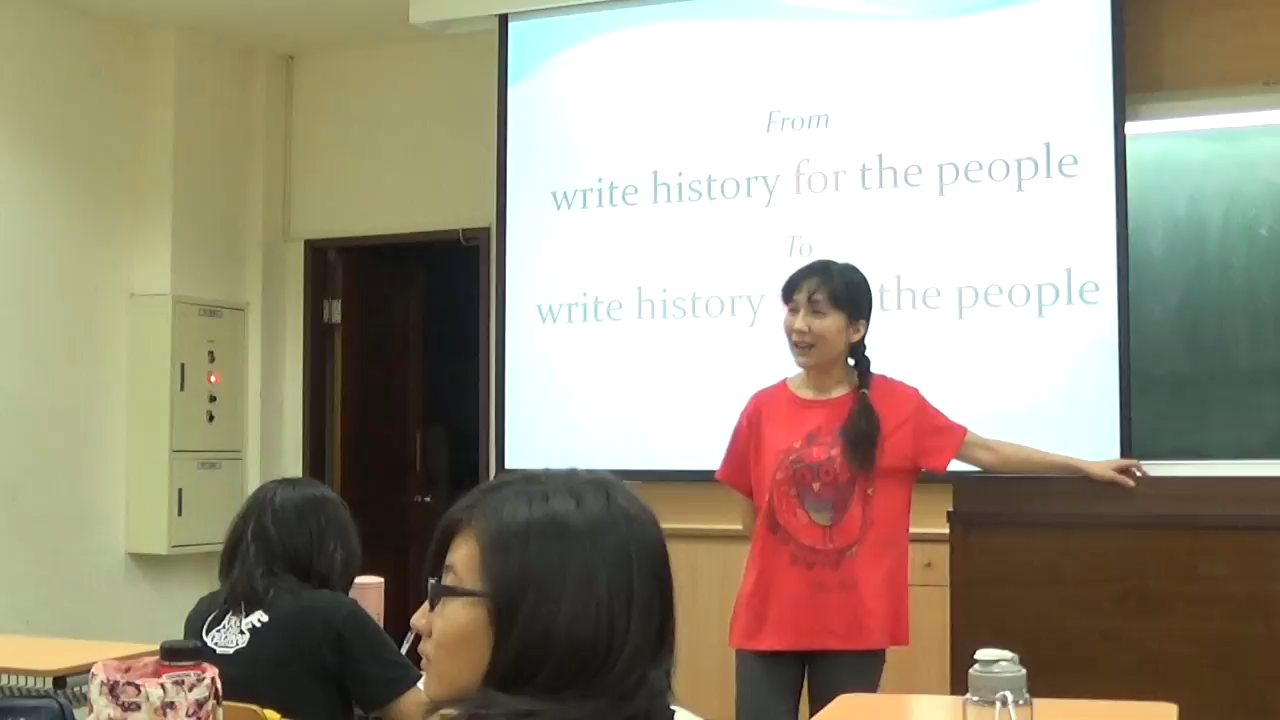 From
write history for the people
To
write history the people